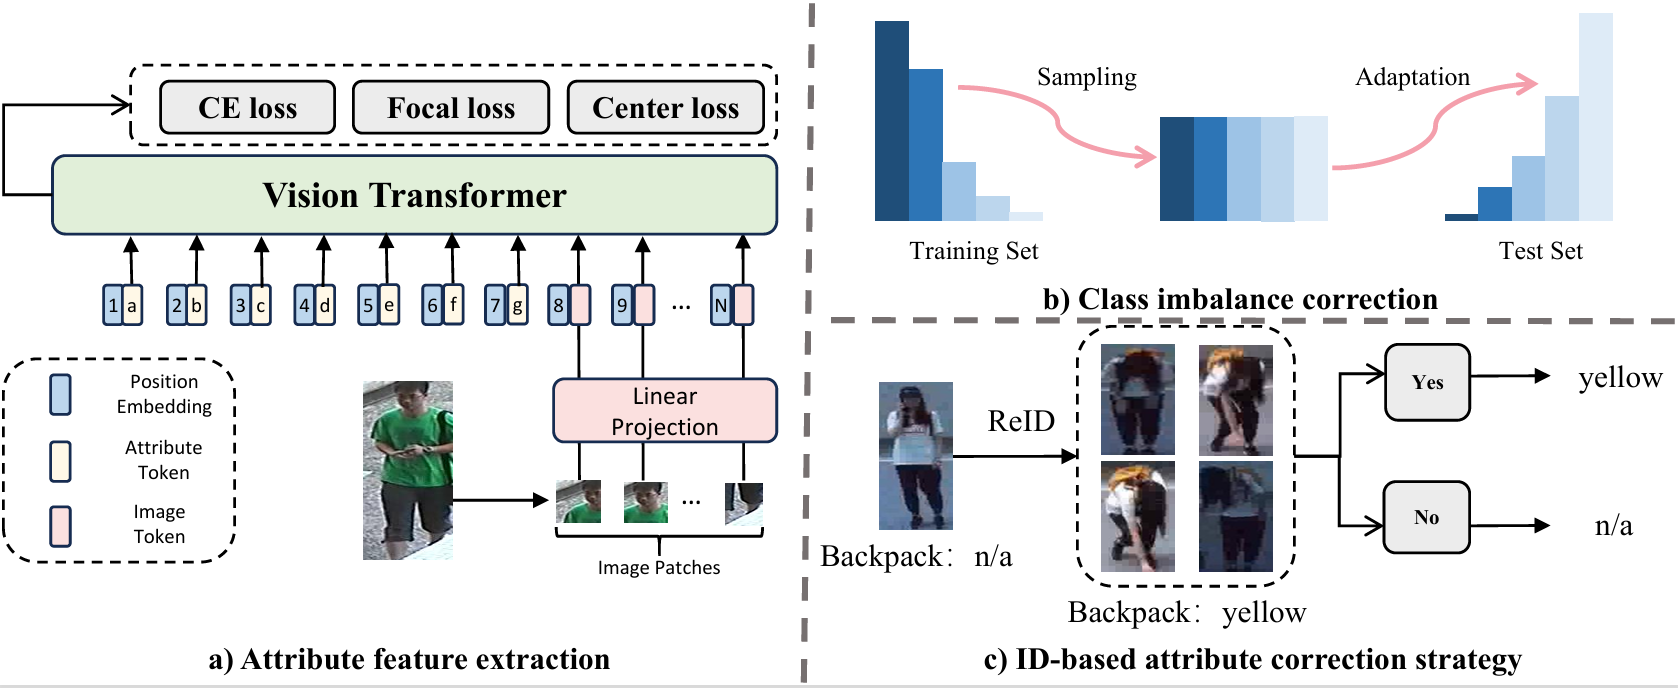 CE loss Focal loss Center loss
Vision Transformer
1 a 2 b 3 c 4 d 5 e 6 f 7 g 8 9 ... N
Position
Embedding
Attribute
Token
Image
Token
Linear
Projection
...
Image Patches
a) Attribute feature extraction
Sampling
Adaptation
Training Set
Test Set
b) Class imbalance correction
ReID
Backpack: n/a
Backpack: yellow
Yes
yellow
No
n/a
c) ID-based attribute correction strategy